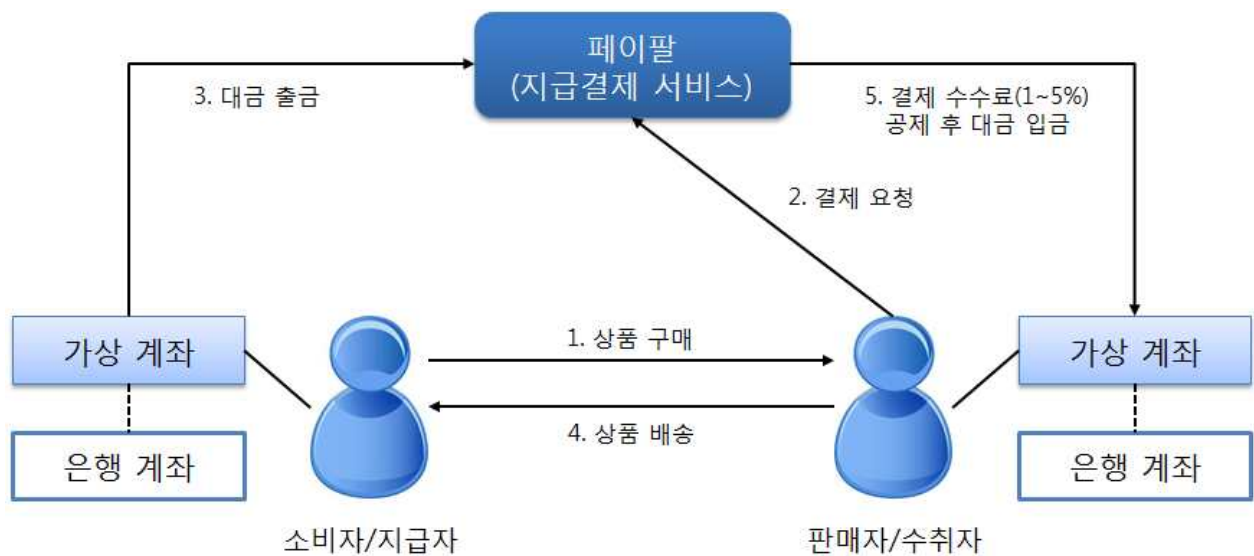 페이팔
(지급결제 서비스)
3. 대금 출금
5. 결제 수수료(1~5%)
공제 후 대금 입금
2. 결제 요청
가상 계좌
1. 상품 구매
가상 계좌
4. 상품 배송
은행 계좌
은행 계좌
소비자/지급자
판매자/수취자